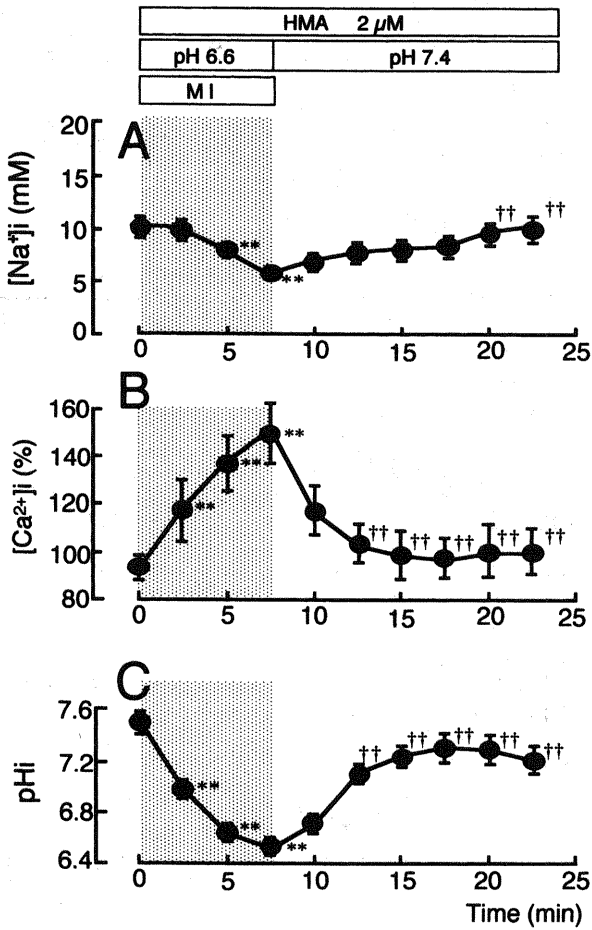 HMA 2 µM
pH 6.6 pH 7.4
M I
A
20
15
10
5
0
[Na⁺]i (mM)
**
**
††
††
0 5 10 15 20 25
B
160
140
120
100
80
[Ca²⁺]i (%)
**
**
**
††
††
††
††
††
0 5 10 15 20 25
C
7.6
7.2
6.8
6.4
pHi
**
**
**
††
††
††
††
††
0 5 10 15 20 25
Time (min)